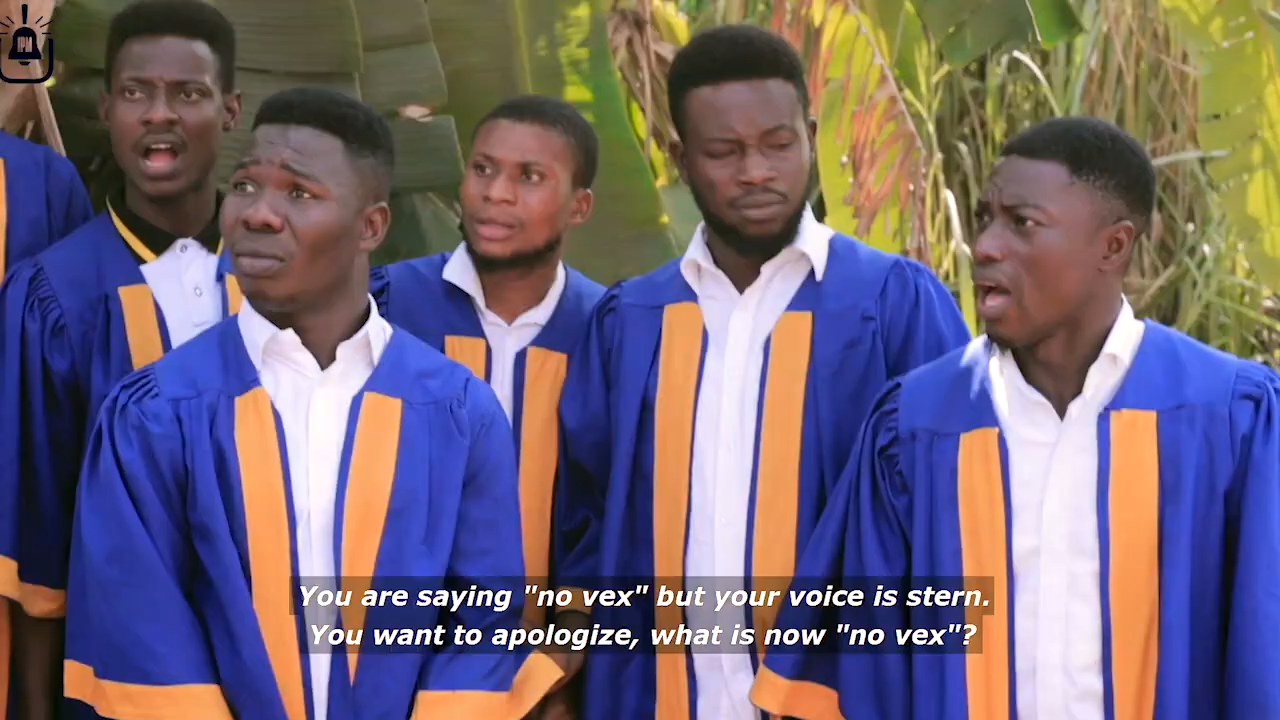 IPM
You are saying "no vex" but your voice is stern.
You want to apologize, what is now "no vex"?